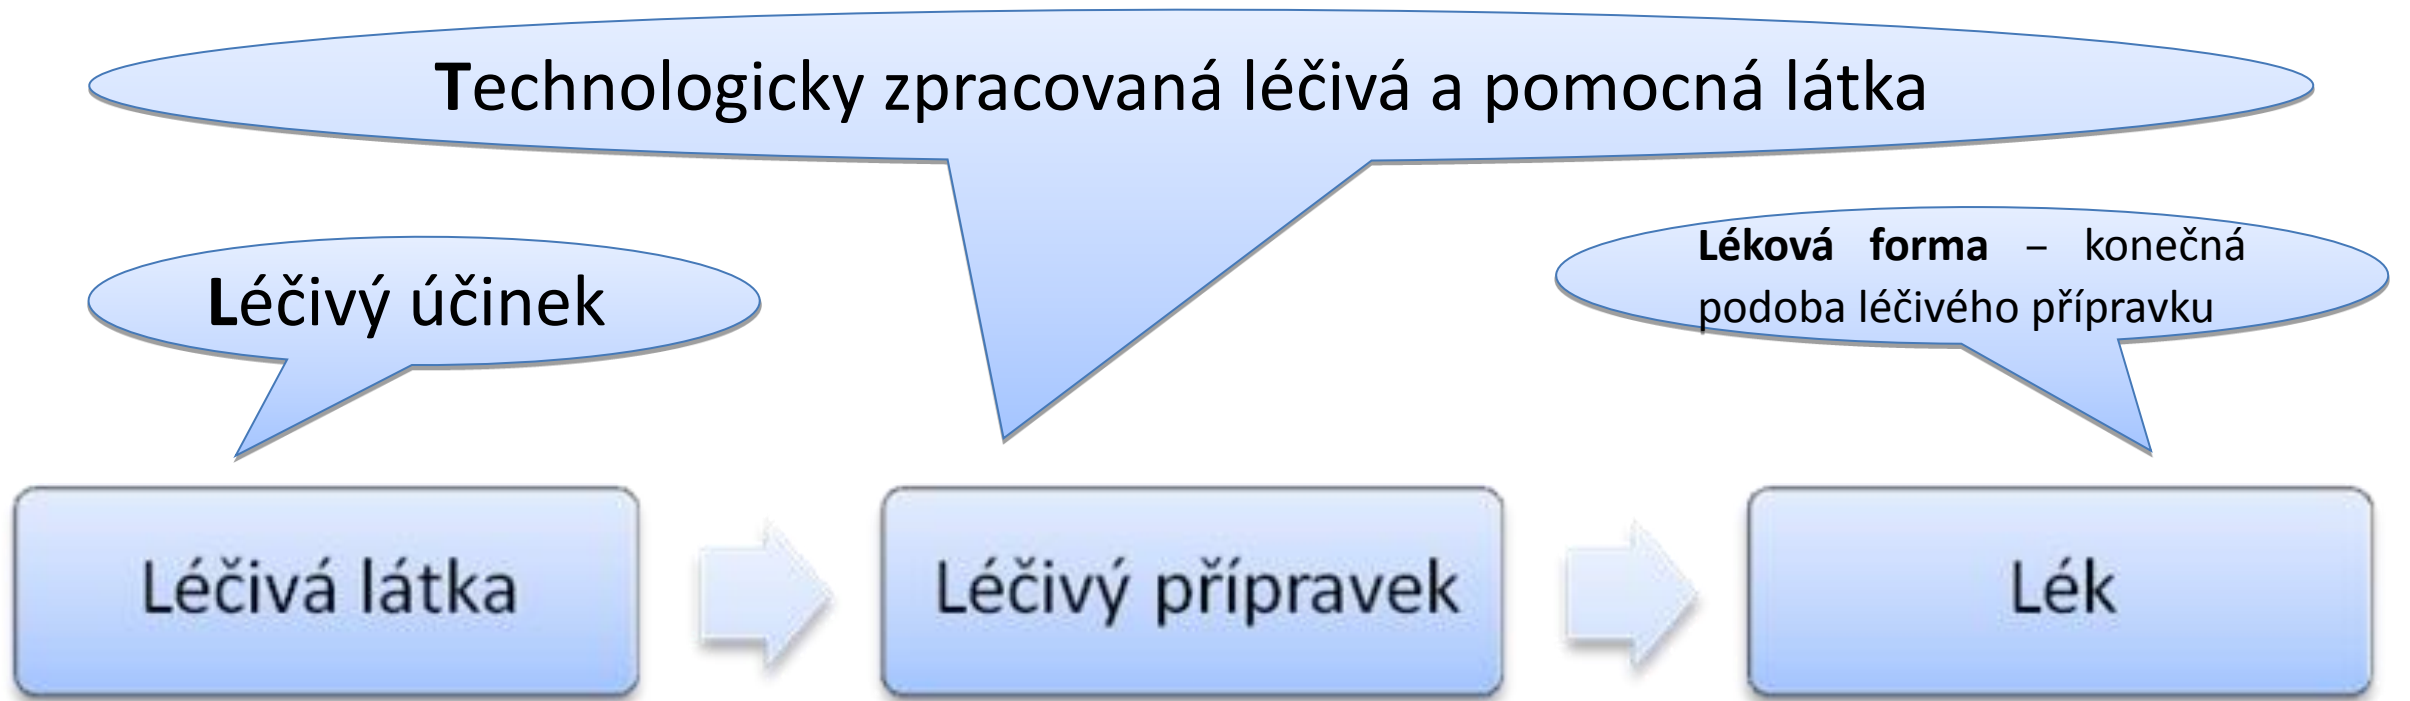 Technologicky zpracovaná léčivá a pomocná látka
Léčivý účinek
Léková forma – konečná
podoba léčivého přípravku
Léčivá látka
Léčivý přípravek
Lék